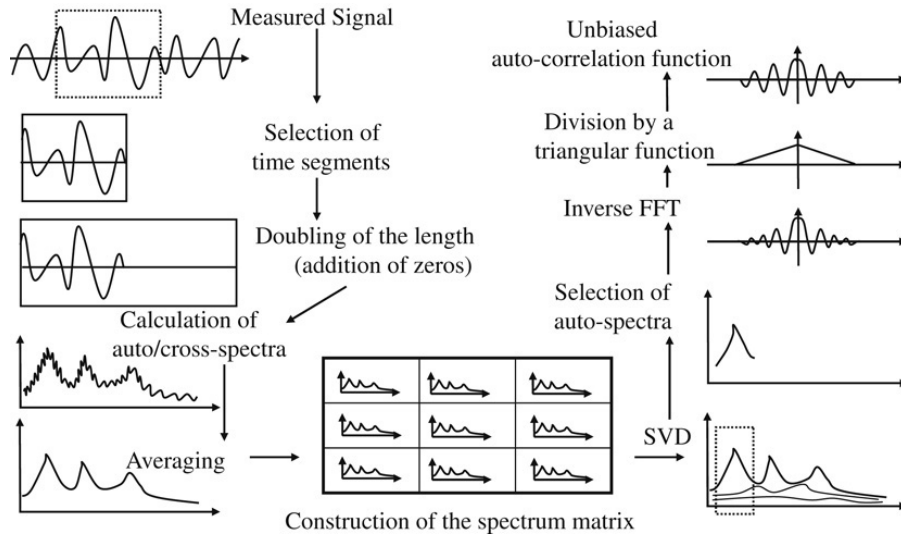 Measured Signal
Selection of
time segments
Doubling of the length
(addition of zeros)
Calculation of
auto/cross-spectra
Averaging
Construction of the spectrum matrix
SVD
Selection of
auto-spectra
Inverse FFT
Division by a
triangular function
Unbiased
auto-correlation function